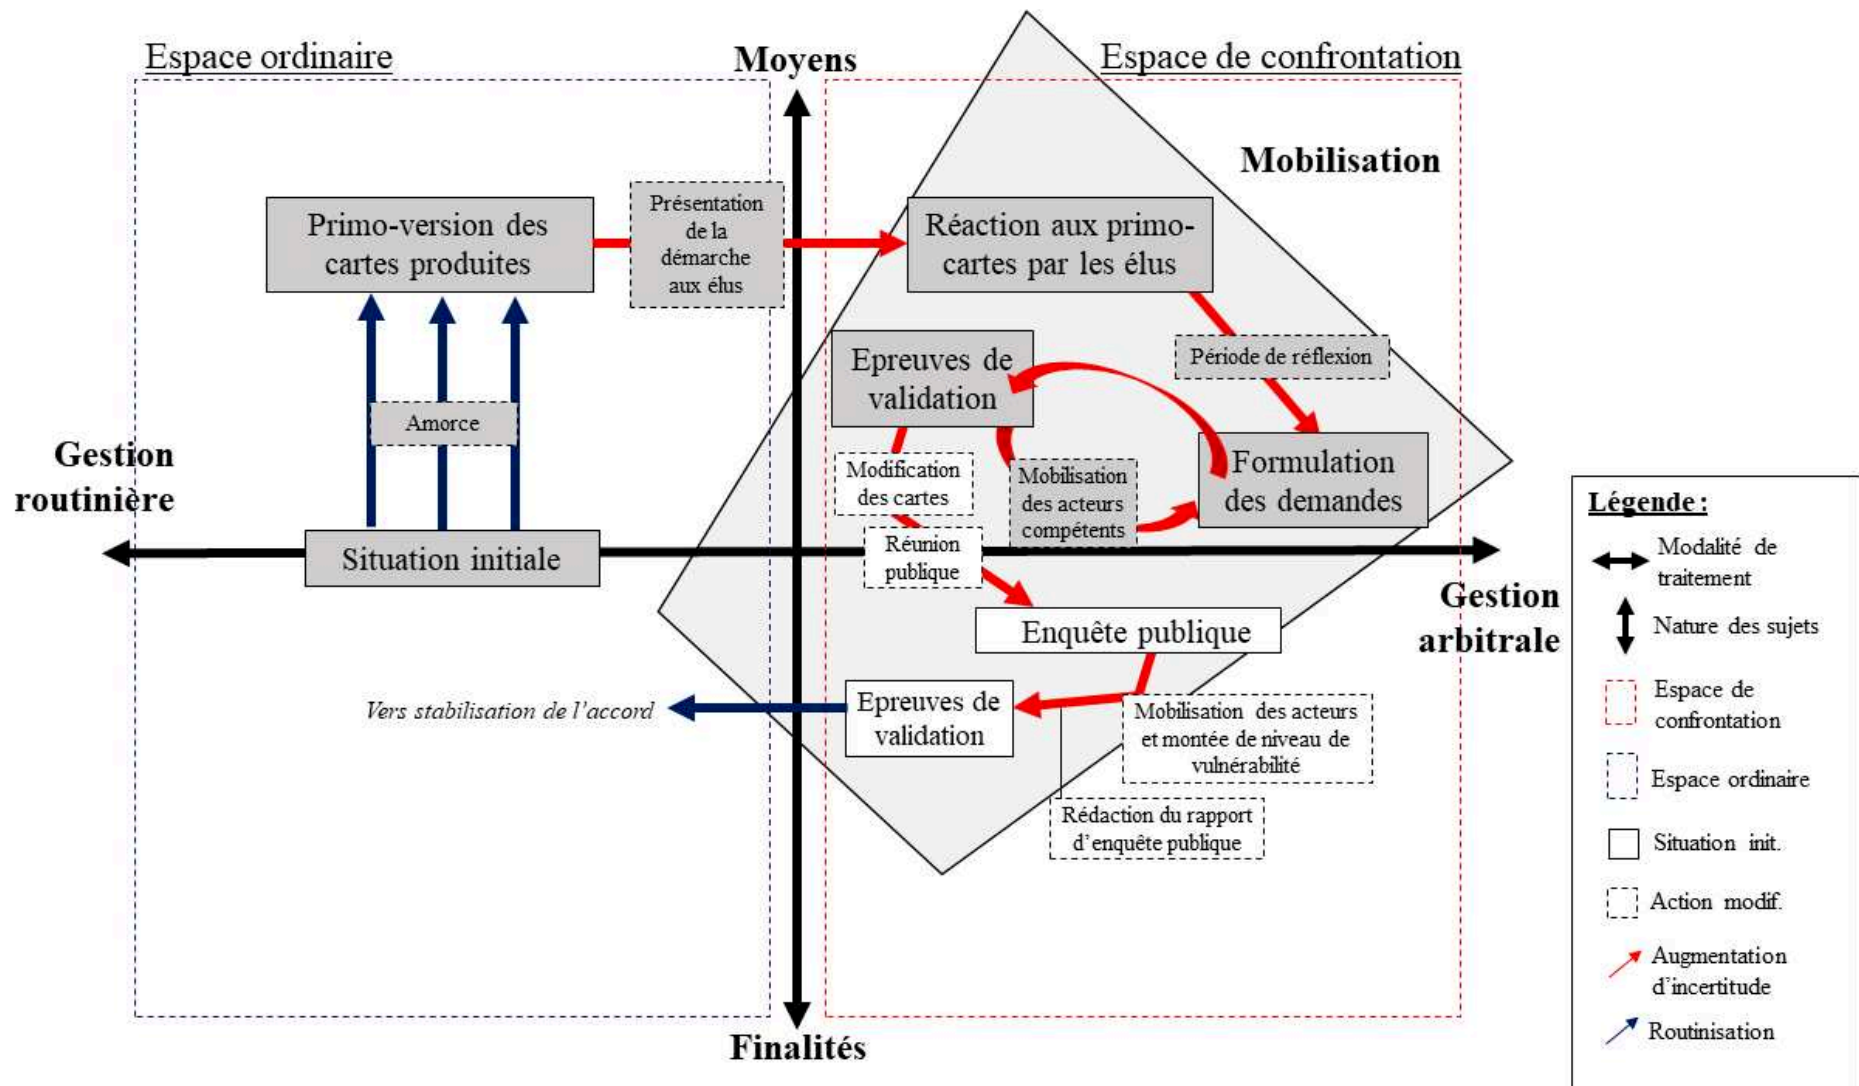 Espace ordinaire
Moyens
Espace de confrontation
Mobilisation
Primo-version des
cartes produites
Présentation
de la
démarche
aux élus
Réaction aux primo-
cartes par les élus
Epreuves de
validation
Période de réflexion
Amorce
Gestion
routinière
Modification
des cartes
Mobilisation
des acteurs
compétents
Formulation
des demandes
Situation initiale
Réunion
publique
Gestion
arbitrale
Enquête publique
Vers stabilisation de l’accord
Epreuves de
validation
Mobilisation des acteurs
et montée de niveau de
vulnérabilité
Rédaction du rapport
d’enquête publique
Finalités
Légende :
Modalité de
traitement
Nature des sujets
Espace de
confrontation
Espace ordinaire
Situation init.
Action modif.
Augmentation
d’incertitude
Routinisation